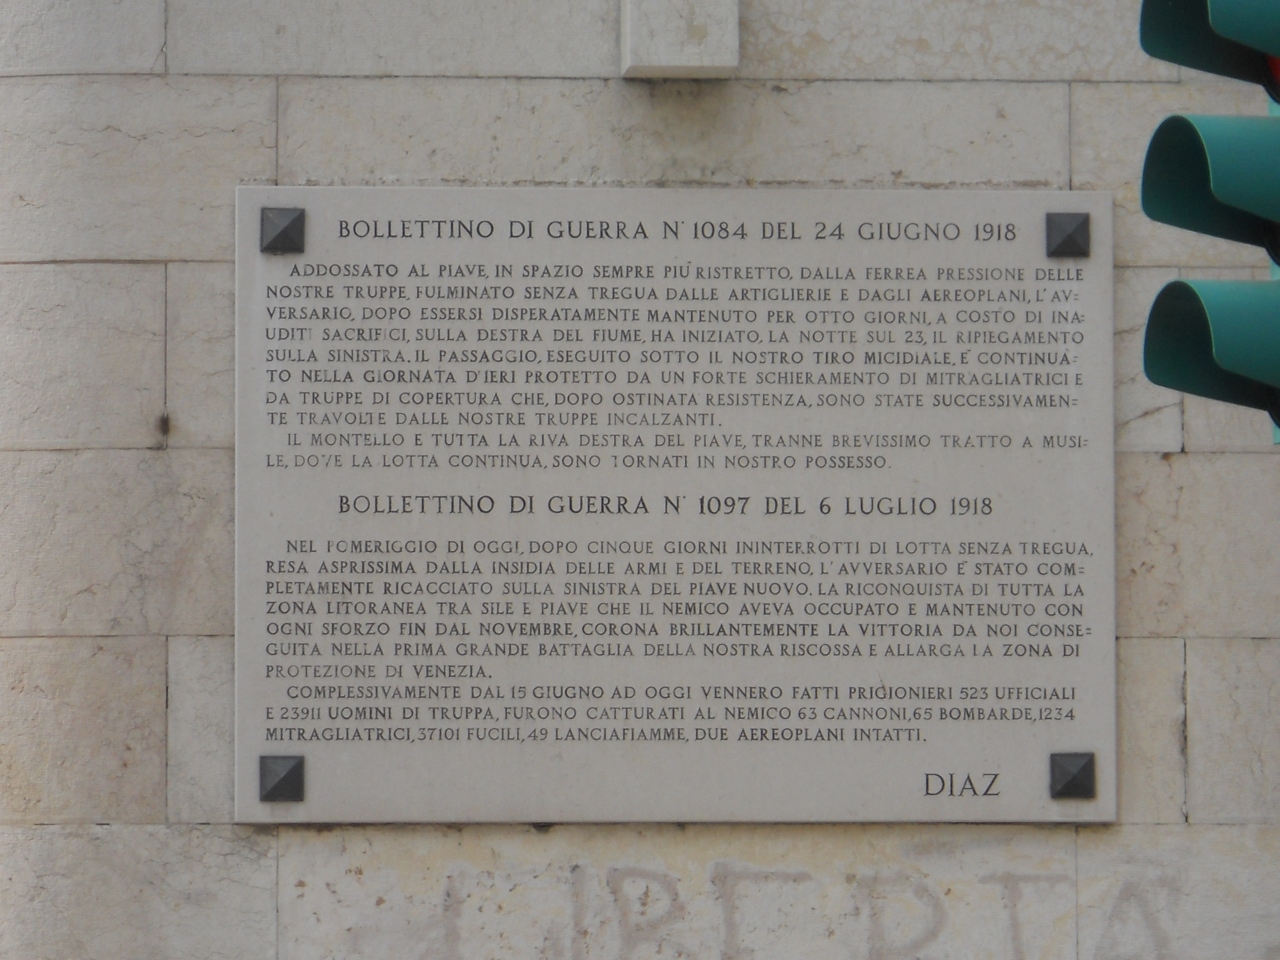 BOLLETTINO DI GUERRA N. 1084 DEL 24 GIUGNO 1918
ADDOSSATO AL PIAVE, IN SPAZIO SEMPRE PIÙ RISTRETTO, DALLA FERREA PRESSIONE DELLE
NOSTRE TRUPPE, FULMINATO SENZA TREGUA DALLE ARTIGLIERIE E DAGLI AEREOPLANI, L'AV=
VERSARIO, DOPO ESSERSI DISPERATAMENTE MANTENUTO PER OTTO GIORNI, A COSTO DI INA=
UDITI SACRIFICI, SULLA DESTRA DEL FIUME, HA INIZIATO, LA NOTTE SUL 23, IL RIPIEGAMENTO
SULLA SINISTRA. IL PASSAGGIO, ESEGUITO SOTTO IL NOSTRO TIRO MICIDIALE, È CONTINUA=
TO NELLA GIORNATA D'IERI PROTETTO DA UN FORTE SCHIERAMENTO DI MITRAGLIATRICI E
DA TRUPPE DI COPERTURA CHE, DOPO OSTINATA RESISTENZA, SONO STATE SUCCESSIVAMEN=
TE TRAVOLTE DALLE NOSTRE TRUPPE INCALZANTI.
IL MONTELLO E TUTTA LA RIVA DESTRA DEL PIAVE, TRANNE BREVISSIMO TRATTO A MUSI=
LE, DOVE LA LOTTA CONTINUA, SONO TORNATI IN NOSTRO POSSESSO.
BOLLETTINO DI GUERRA N. 1097 DEL 6 LUGLIO 1918
NEL POMERIGGIO DI OGGI, DOPO CINQUE GIORNI ININTERROTTI DI LOTTA SENZA TREGUA,
RESA ASPRISSIMA DALLA INSIDIA DELLE ARMI E DEL TERRENO, L'AVVERSARIO È STATO COM=
PLETAMENTE RICACCIATO SULLA SINISTRA DEL PIAVE NUOVO. LA RICONQUISTA DI TUTTA LA
ZONA LITORANEA TRA SILE E PIAVE CHE IL NEMICO AVEVA OCCUPATO E MANTENUTO CON
OGNI SFORZO FIN DAL NOVEMBRE, CORONA BRILLANTEMENTE LA VITTORIA DA NOI CONSE=
GUITA NELLA PRIMA GRANDE BATTAGLIA DELLA NOSTRA RISCOSSA E ALLARGA LA ZONA DI
PROTEZIONE DI VENEZIA.
COMPLESSIVAMENTE DAL 15 GIUGNO AD OGGI VENNERO FATTI PRIGIONIERI 523 UFFICIALI
E 23911 UOMINI DI TRUPPA, FURONO CATTURATI AL NEMICO 63 CANNONI, 65 BOMBARDE, 1234
MITRAGLIATRICI, 37101 FUCILI, 49 LANCIAFIAMME, DUE AEREOPLANI INTATTI.
DIAZ
LIBERTA